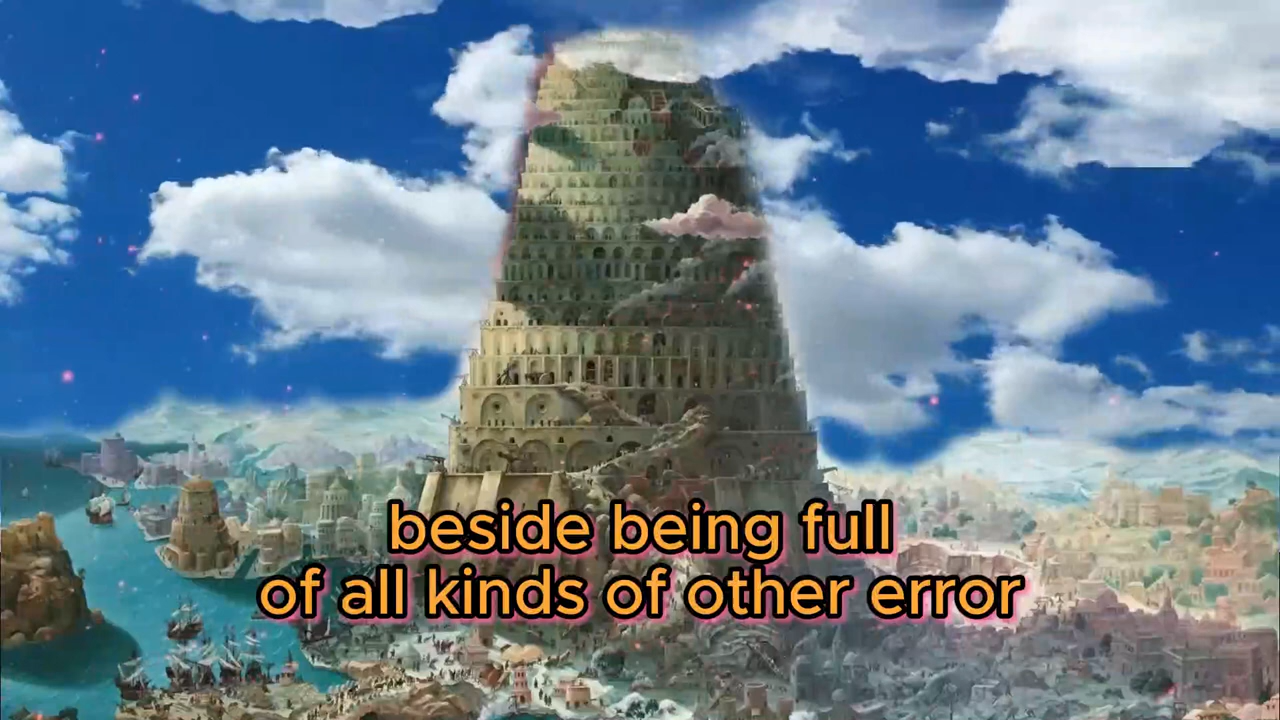 beside being full
of all kinds of other error